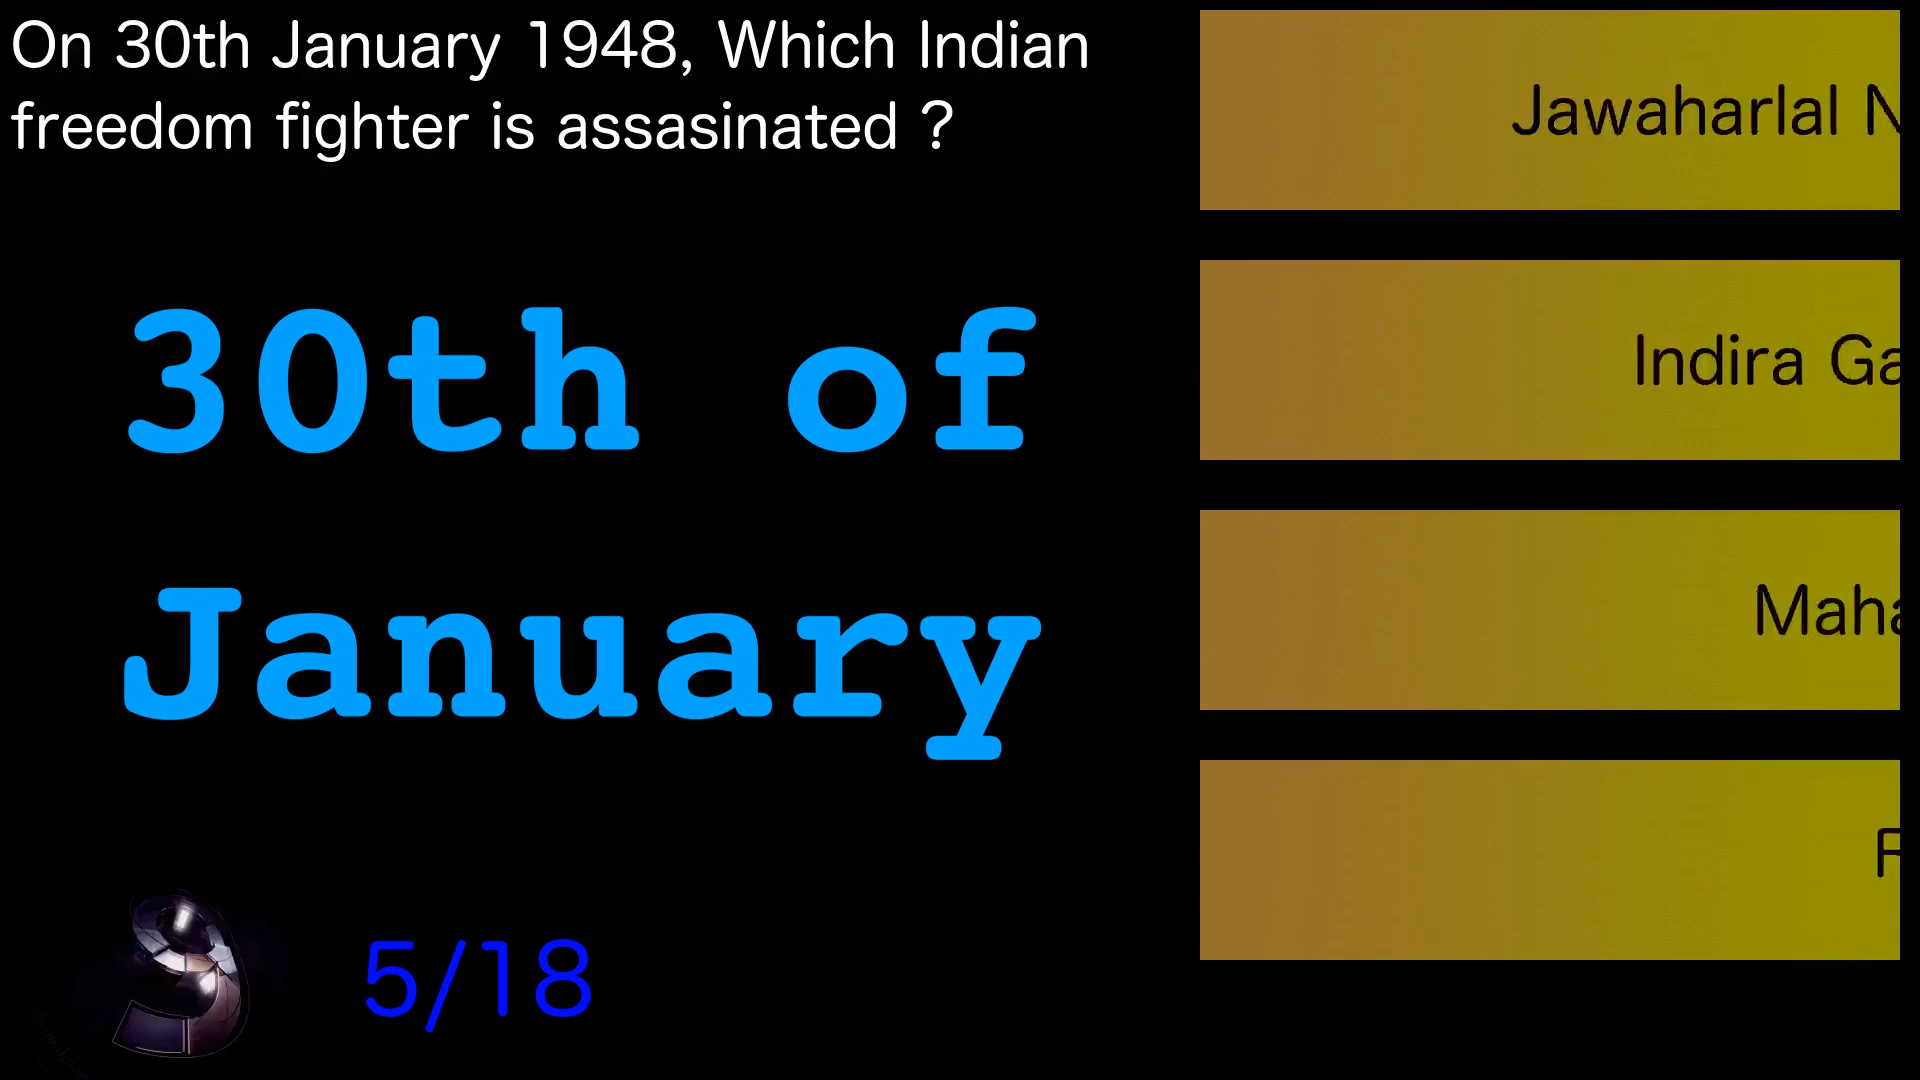 On 30th January 1948, Which Indian
freedom fighter is assasinated ?
Jawaharlal N
Indira Ga
Maha
30th of
January
9
5/18